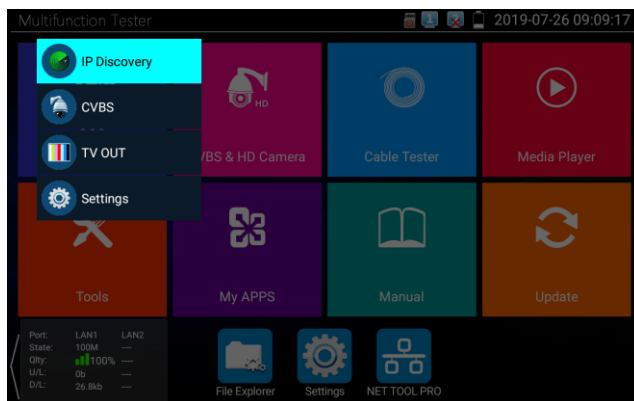 Multifunction Tester
1
2
2019-07-26 09:09:17
IP Discovery
CVBS
TV OUT
Settings
HD
VBS & HD Camera
Cable Tester
Media Player
Tools
My APPS
Manual
Update
Port: LAN1 LAN2
State: 100M ---
Qlty: 100% ---
U/L: 0b ---
D/L: 26.8kb ---
File Explorer
Settings
NET TOOL PRO